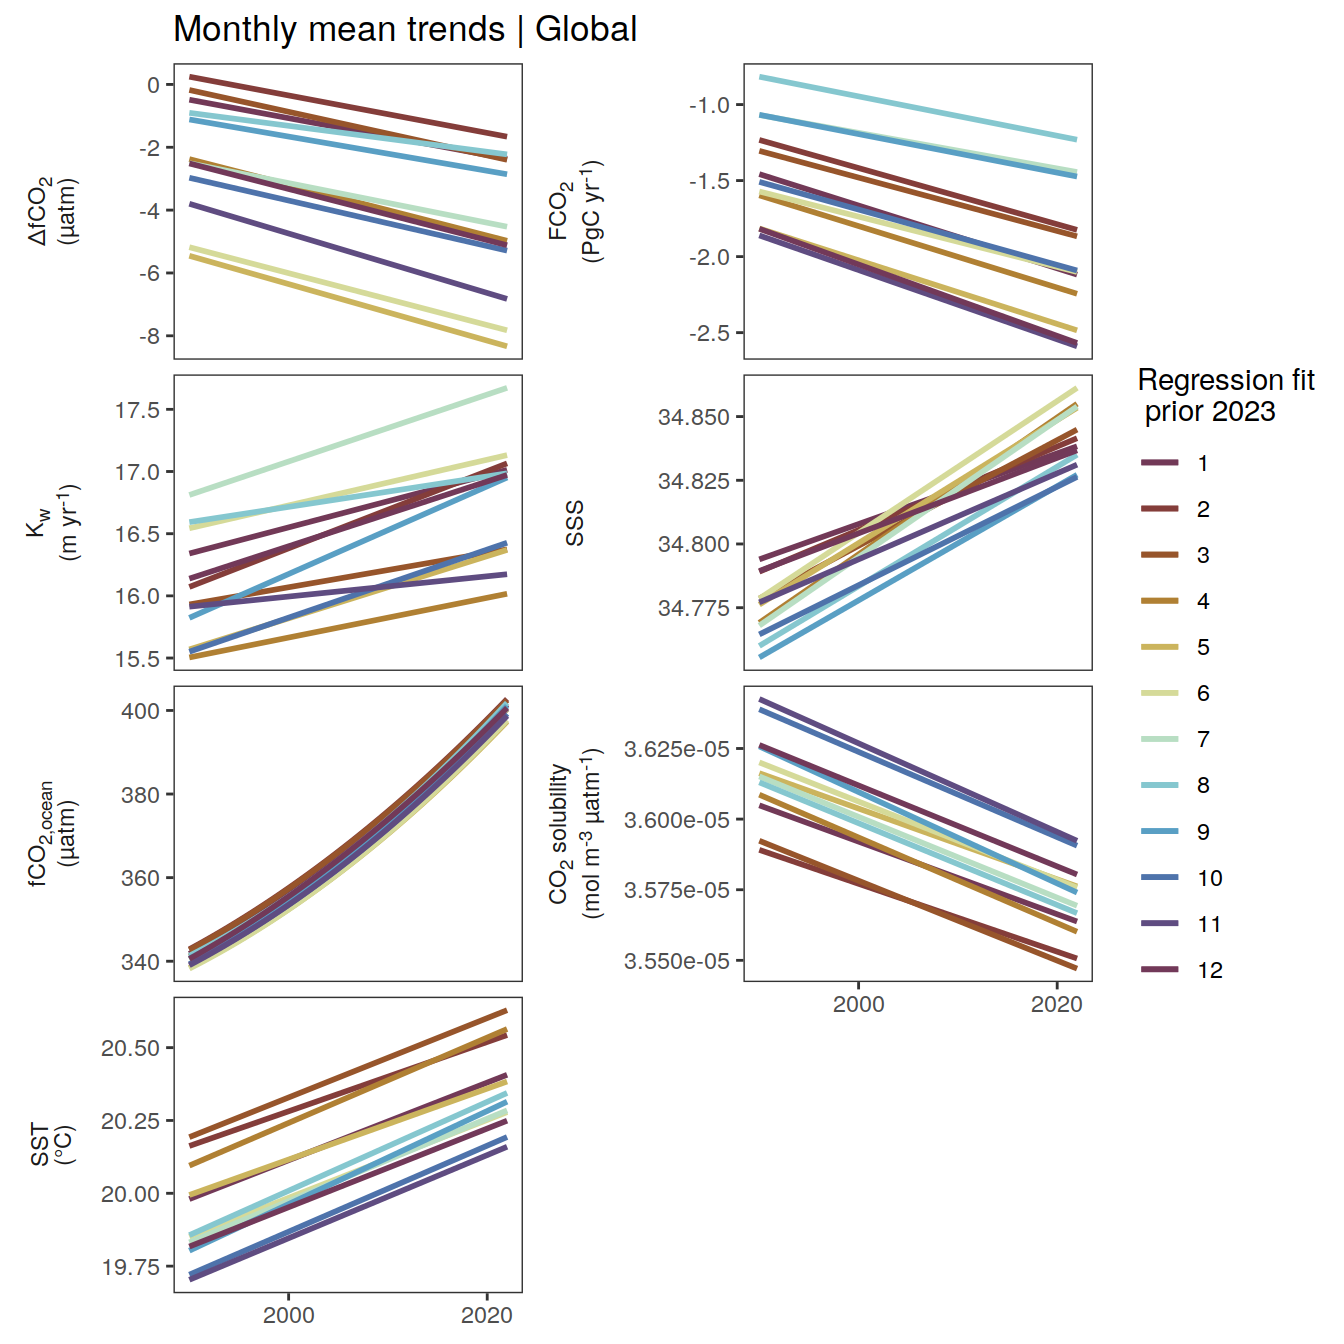 Monthly mean trends | Global
ΔfCO₂
(µatm)
0
-2
-4
-6
-8
FCO₂
(PgC yr⁻¹)
-1.0
-1.5
-2.0
-2.5
K_w
(m yr⁻¹)
17.5
17.0
16.5
16.0
15.5
SSS
34.850
34.825
34.800
34.775
fCO₂,ocean
(µatm)
400
380
360
340
CO₂ solubility
(mol m⁻³ µatm⁻¹)
3.625e-05
3.600e-05
3.575e-05
3.550e-05
2000
2020
SST
(°C)
20.50
20.25
20.00
19.75
2000
2020
Regression fit
prior 2023
1
2
3
4
5
6
7
8
9
10
11
12